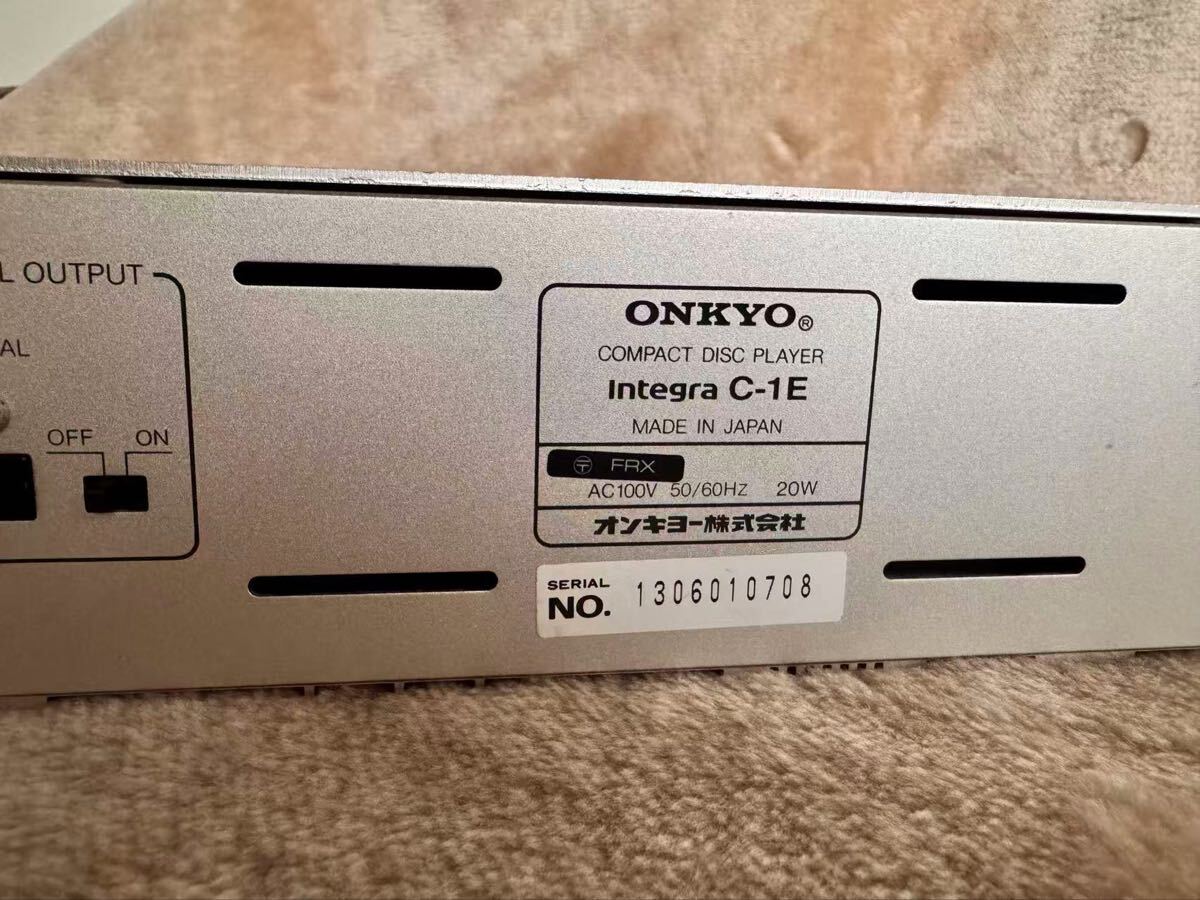 L OUTPUT
AL
OFF ON
ONKYO®
COMPACT DISC PLAYER
Integra C-1E
MADE IN JAPAN
〶 FRX
AC100V 50/60Hz 20W
オンキヨー株式会社
SERIAL
NO. 1306010708